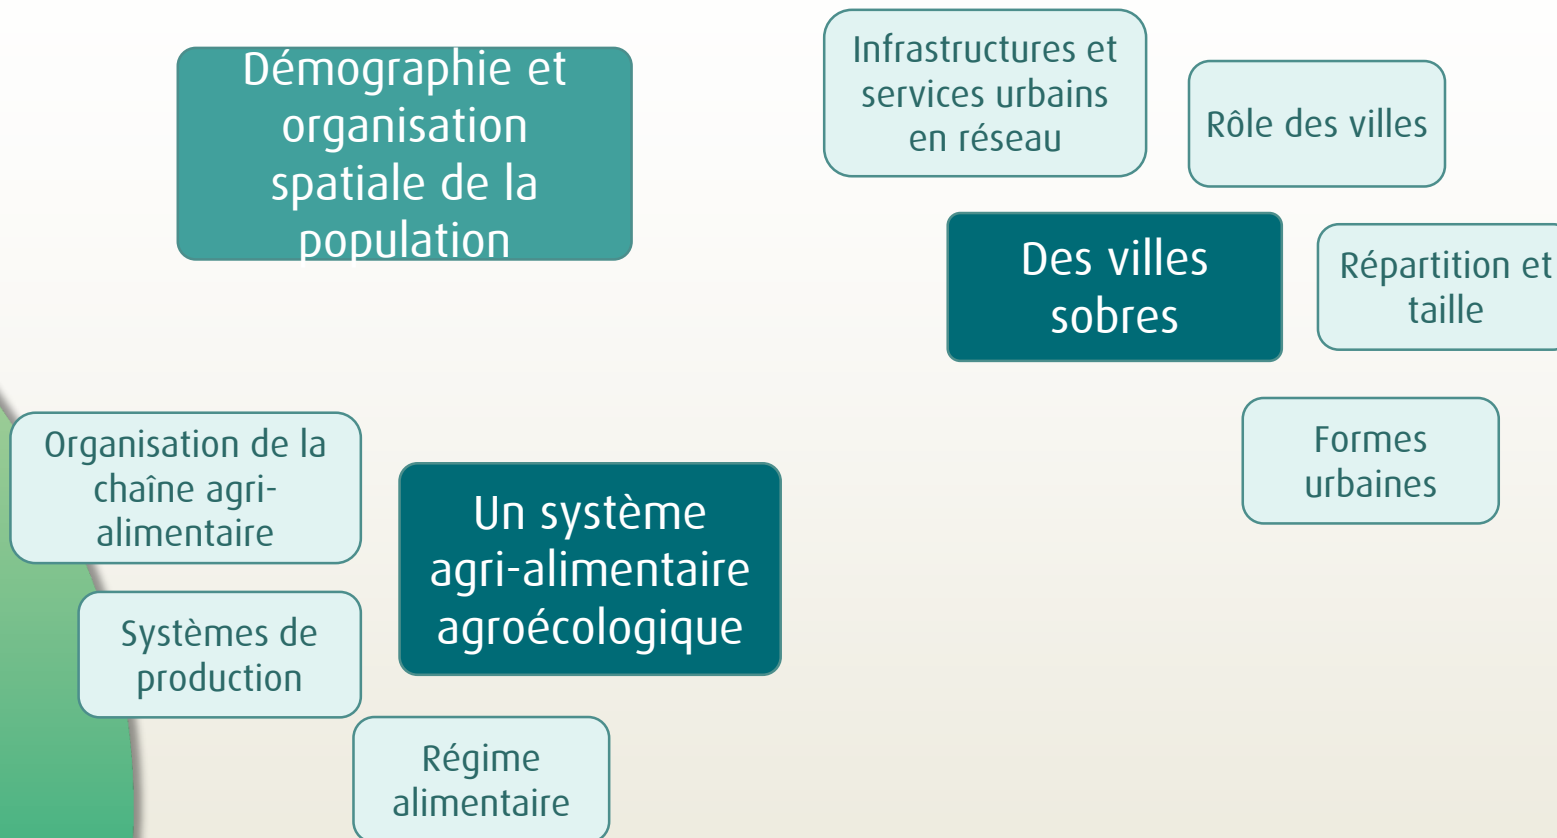 Démographie et
organisation
spatiale de la
population
Infrastructures et
services urbains
en réseau
Rôle des villes
Des villes
sobres
Répartition et
taille
Formes
urbaines
Organisation de la
chaîne agri-
alimentaire
Un système
agri-alimentaire
agroécologique
Systèmes de
production
Régime
alimentaire